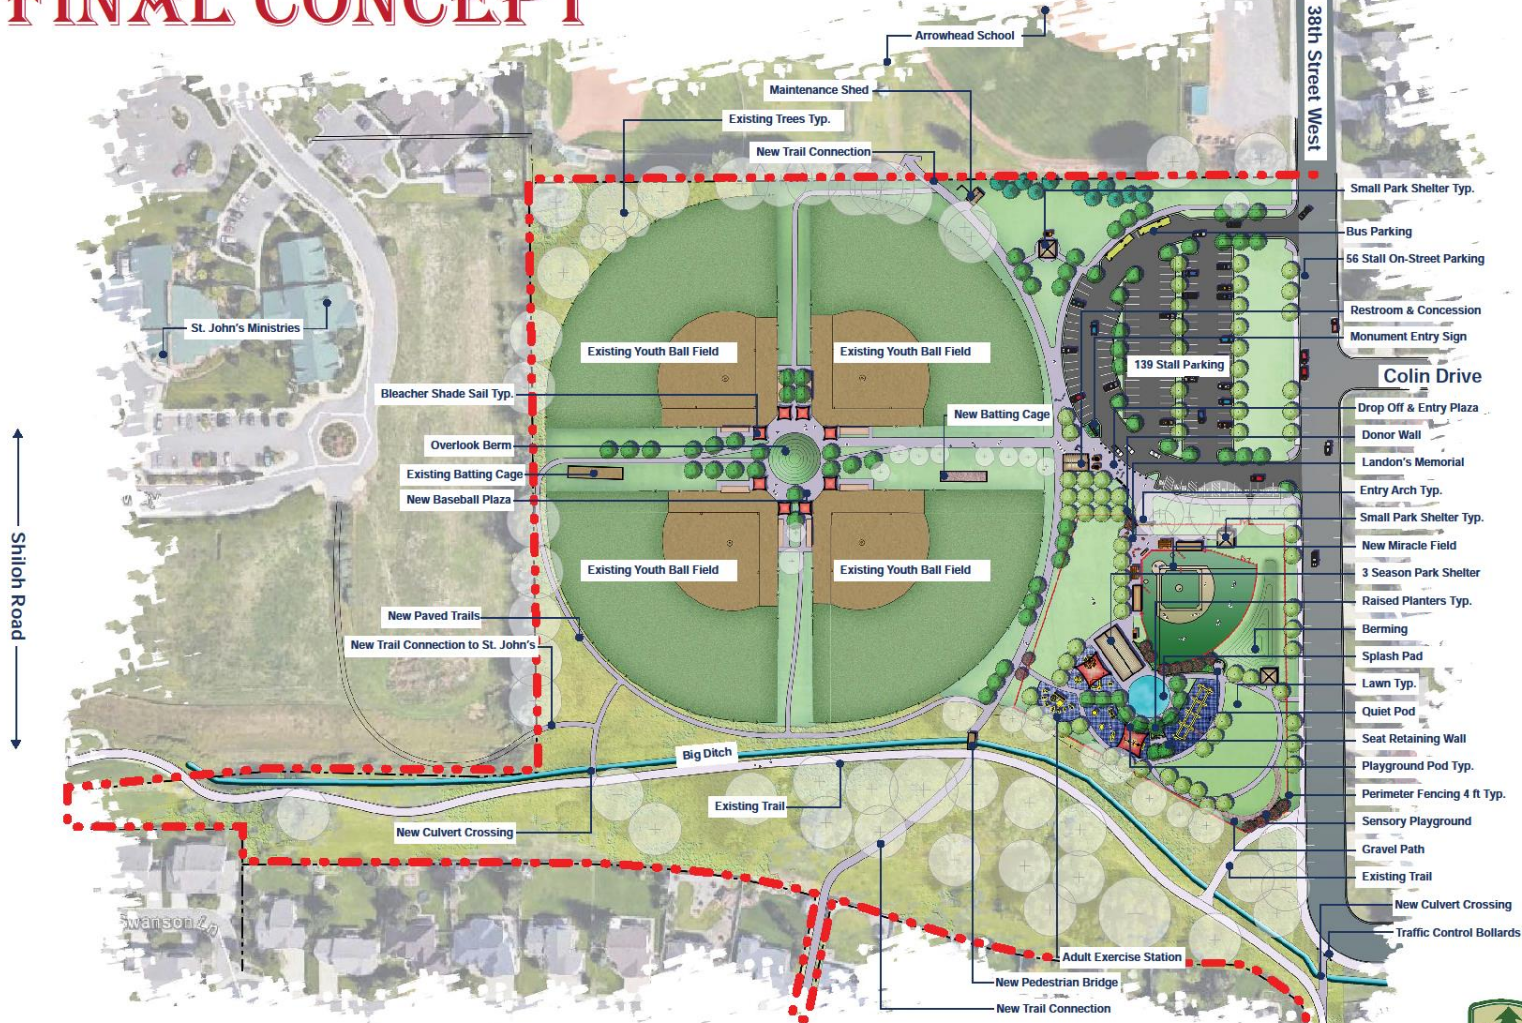 FINAL CONCEPT
38th Street West
Arrowhead School
Maintenance Shed
Existing Trees Typ.
New Trail Connection
Small Park Shelter Typ.
Bus Parking
56 Stall On-Street Parking
St. John's Ministries
Restroom & Concession
Monument Entry Sign
Existing Youth Ball Field
Existing Youth Ball Field
139 Stall Parking
Colin Drive
Bleacher Shade Sail Typ.
New Batting Cage
Drop Off & Entry Plaza
Donor Wall
Overlook Berm
Landon's Memorial
Existing Batting Cage
Entry Arch Typ.
New Baseball Plaza
Small Park Shelter Typ.
Shiloh Road
New Miracle Field
Existing Youth Ball Field
Existing Youth Ball Field
3 Season Park Shelter
Raised Planters Typ.
New Paved Trails
Berming
New Trail Connection to St. John's
Splash Pad
Lawn Typ.
Quiet Pod
Seat Retaining Wall
Big Ditch
Playground Pod Typ.
Existing Trail
Perimeter Fencing 4 ft Typ.
New Culvert Crossing
Sensory Playground
Gravel Path
Existing Trail
New Culvert Crossing
Swanson Ln
Traffic Control Bollards
Adult Exercise Station
New Pedestrian Bridge
New Trail Connection